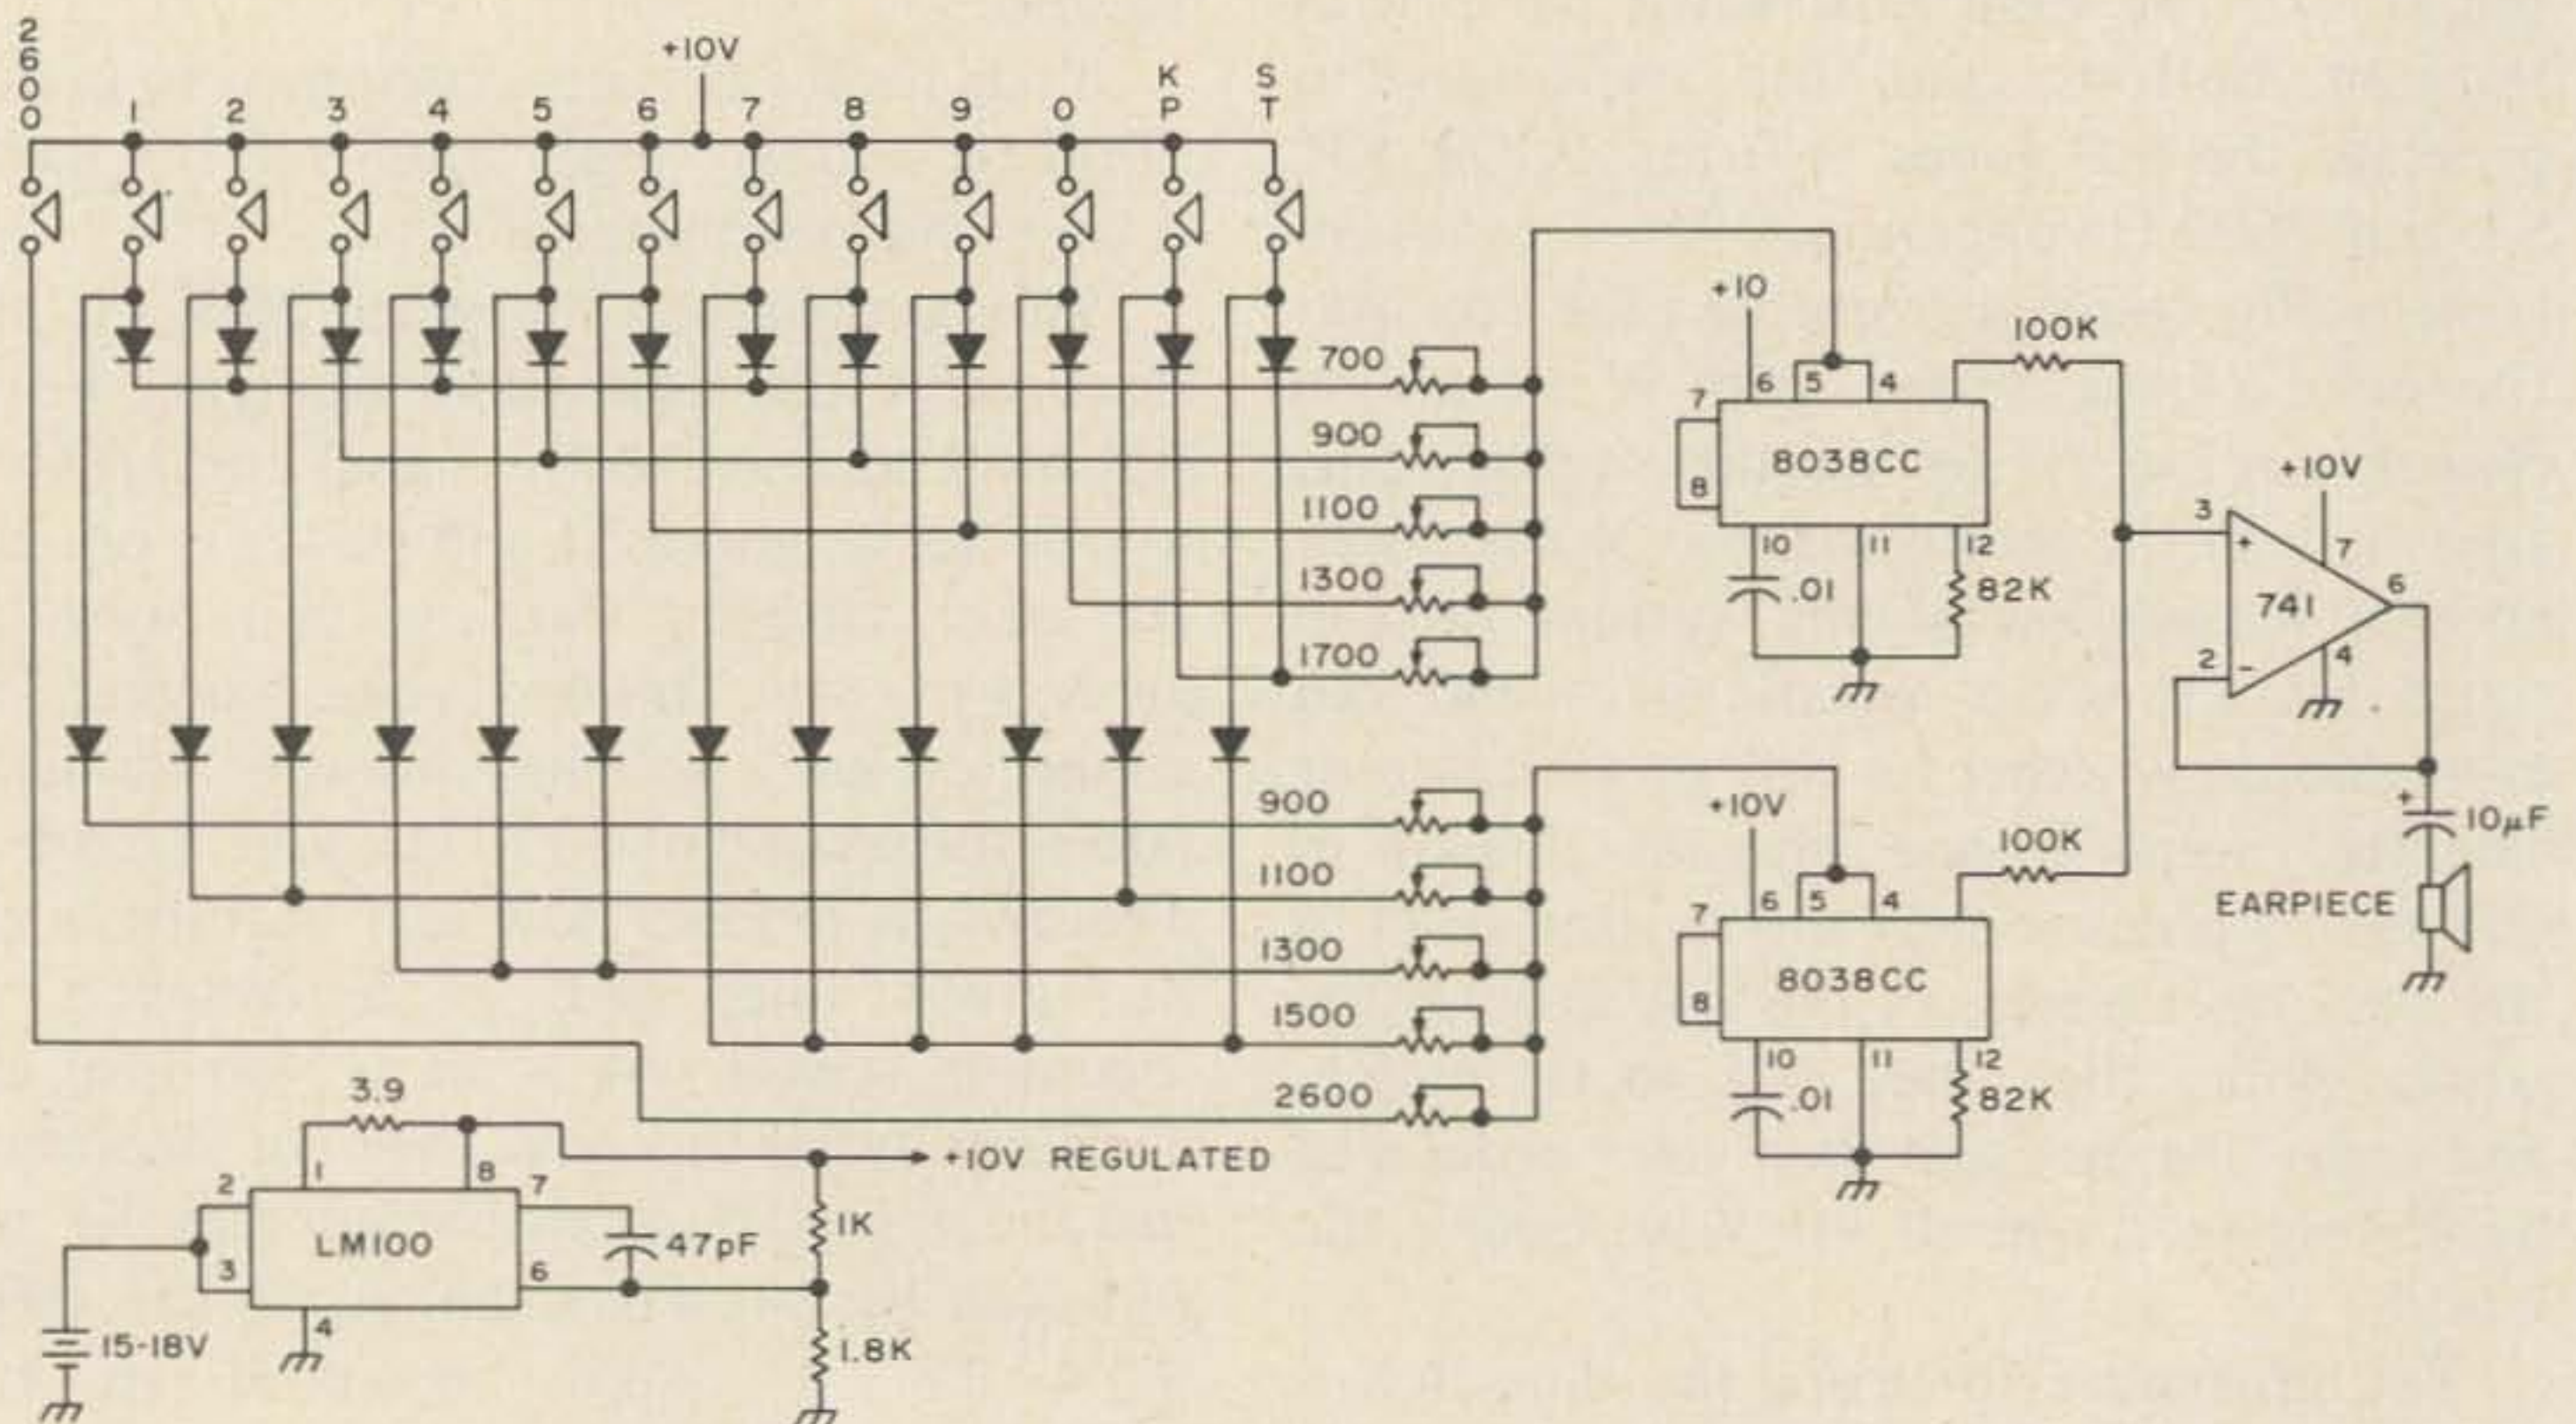 2600
+10V
1 2 3 4 5 6 7 8 9 0 KP ST
700
900
1100
1300
1700
+10
6 5 4
7
8
8038CC
10 11 12
.01
82K
100K
+10V
3
+
7
741
6
2
-
4
+
10µF
EARPIECE
900
1100
1300
1500
2600
+10V
6 5 4
7
8
8038CC
10 11 12
.01
82K
100K
3.9
1 8
2
3
LM100
7
6
4
47pF
15-18V
+10V REGULATED
1K
1.8K